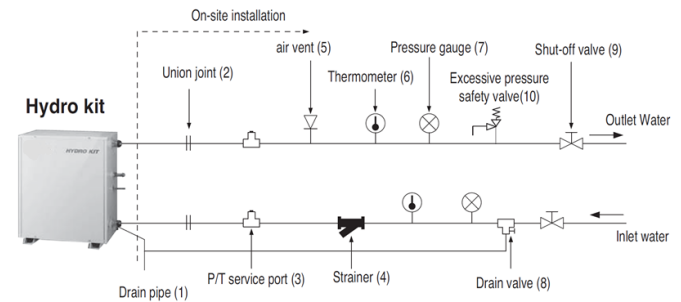 On-site installation
air vent (5)
Pressure gauge (7)
Shut-off valve (9)
Union joint (2)
Thermometer (6)
Excessive pressure
safety valve(10)
Hydro kit
Outlet Water
HYDRO KIT
Inlet water
P/T service port (3)
Strainer (4)
Drain valve (8)
Drain pipe (1)